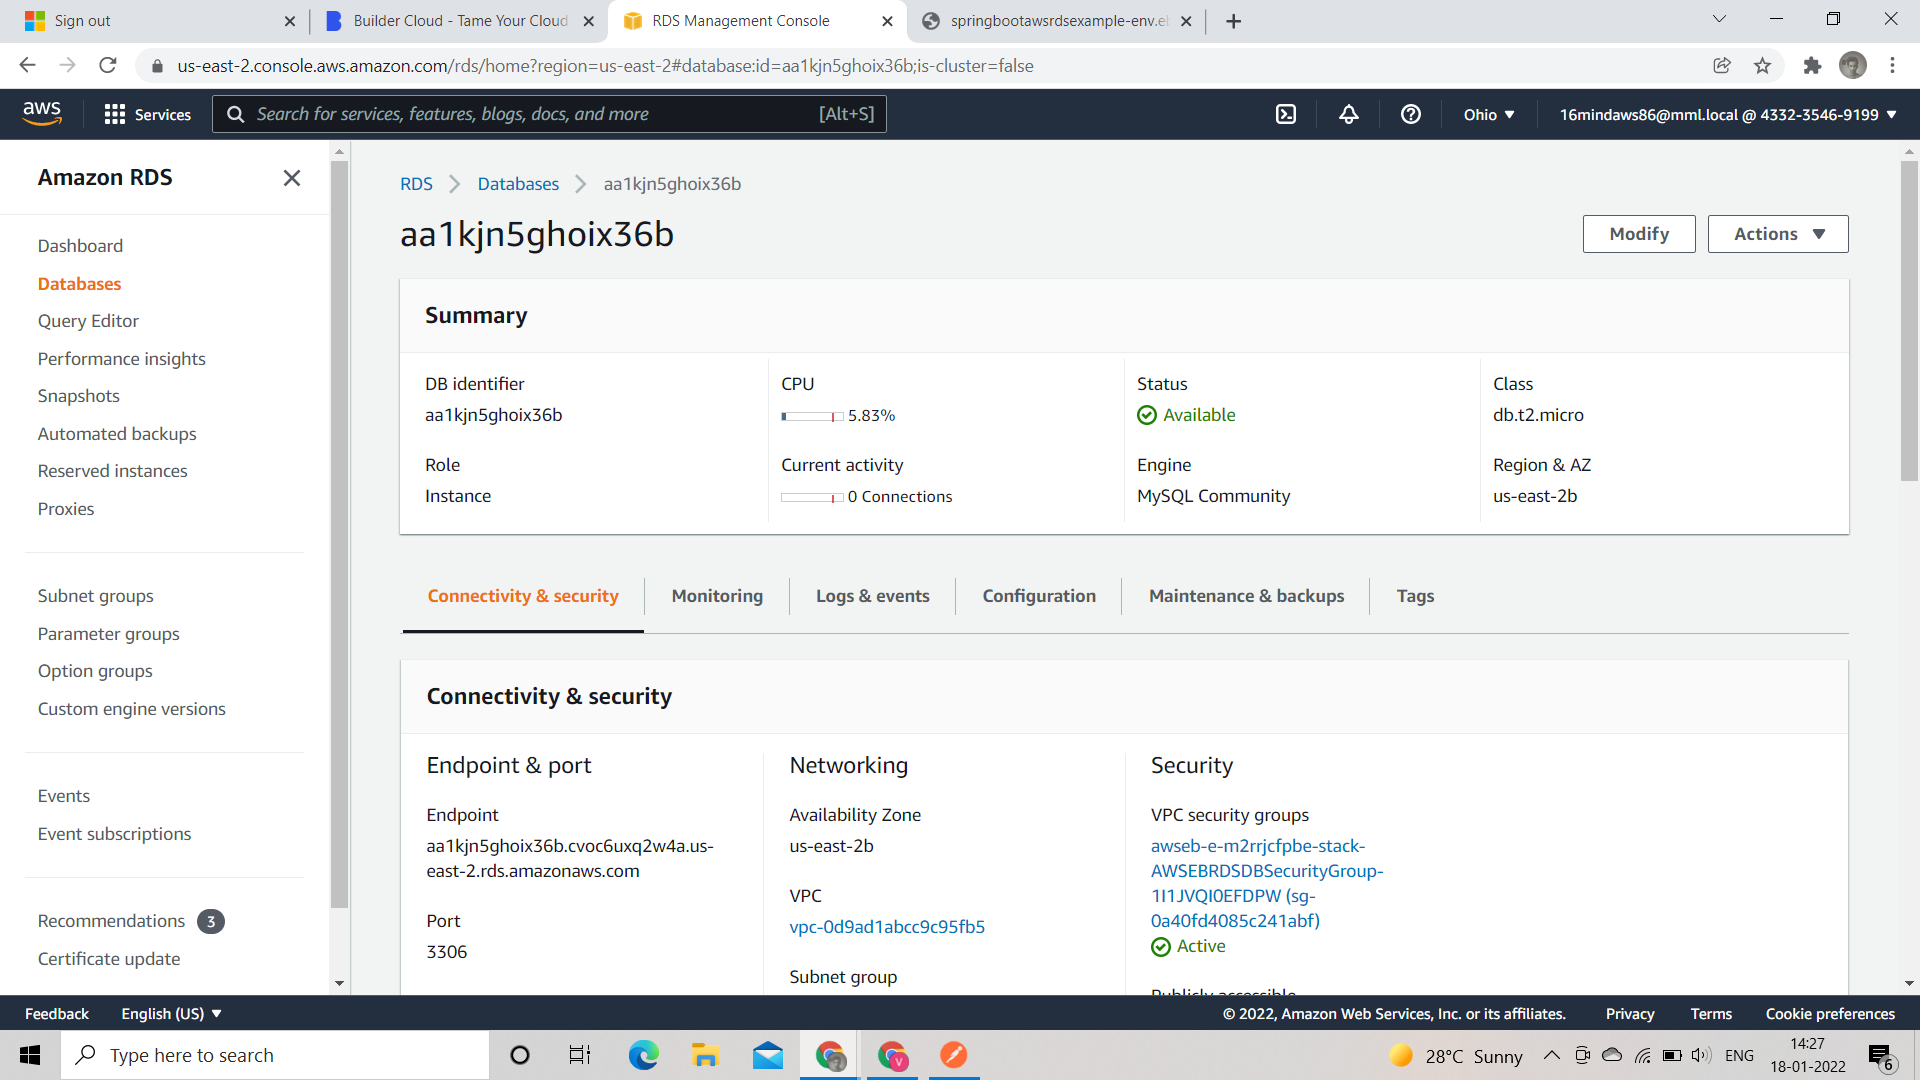 Sign out
Builder Cloud - Tame Your Cloud
RDS Management Console
springbootawsrdsexample-env.el
us-east-2.console.aws.amazon.com/rds/home?region=us-east-2#database:id=aa1kjn5ghoix36b;is-cluster=false
aws
Services
Search for services, features, blogs, docs, and more
[Alt+S]
Ohio
16mindaws86@mml.local @ 4332-3546-9199
Amazon RDS
Dashboard
Databases
Query Editor
Performance insights
Snapshots
Automated backups
Reserved instances
Proxies
Subnet groups
Parameter groups
Option groups
Custom engine versions
Events
Event subscriptions
Recommendations 3
Certificate update
RDS
Databases
aa1kjn5ghoix36b
aa1kjn5ghoix36b
Modify
Actions
Summary
DB identifier
aa1kjn5ghoix36b
CPU
5.83%
Status
Available
Class
db.t2.micro
Role
Instance
Current activity
0 Connections
Engine
MySQL Community
Region & AZ
us-east-2b
Connectivity & security
Monitoring
Logs & events
Configuration
Maintenance & backups
Tags
Connectivity & security
Endpoint & port
Endpoint
aa1kjn5ghoix36b.cvoc6uxq2w4a.us-
east-2.rds.amazonaws.com
Port
3306
Networking
Availability Zone
us-east-2b
VPC
vpc-0d9ad1abcc9c95fb5
Subnet group
Security
VPC security groups
awseb-e-m2rrjcfpbe-stack-
AWSEBRDSDBSecurityGroup-
1I1JVQI0EFDPW (sg-
0a40fd4085c241abf)
Active
Publicly accessible
Feedback
English (US)
© 2022, Amazon Web Services, Inc. or its affiliates.
Privacy
Terms
Cookie preferences
Type here to search
V
28°C Sunny
ENG
14:27
18-01-2022
6